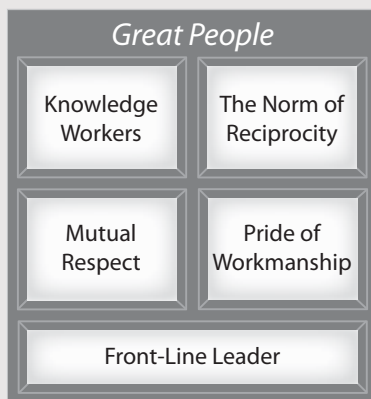 Great People
Knowledge
Workers
The Norm of
Reciprocity
Mutual
Respect
Pride of
Workmanship
Front-Line Leader